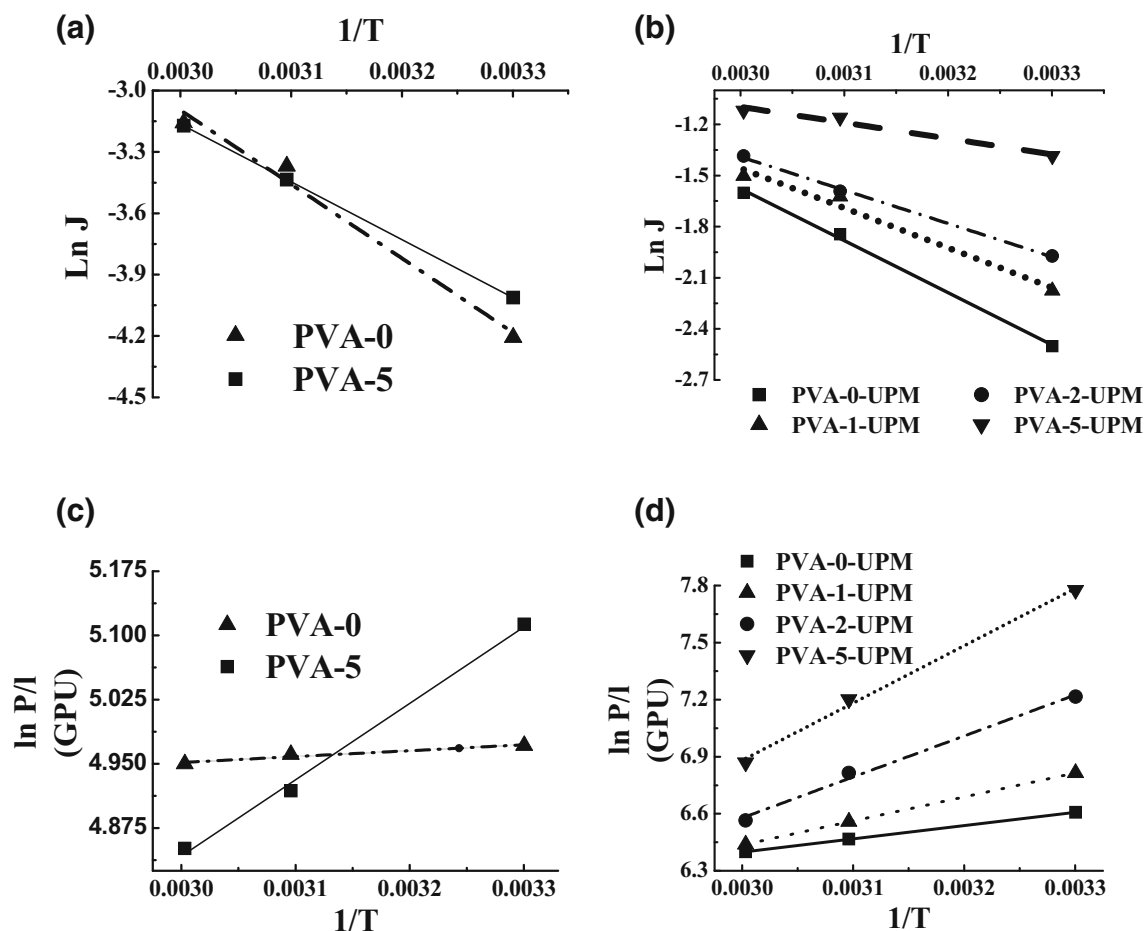 (a)
1/T
0.0030 0.0031 0.0032 0.0033
-3.0
-3.3
-3.6
-3.9
-4.2
-4.5
Ln J
PVA-0
PVA-5
(b)
1/T
0.0030 0.0031 0.0032 0.0033
-1.2
-1.5
-1.8
-2.1
-2.4
-2.7
Ln J
PVA-0-UPM PVA-2-UPM
PVA-1-UPM PVA-5-UPM
(c)
5.175
5.100
5.025
4.950
4.875
ln P/l
(GPU)
PVA-0
PVA-5
0.0030 0.0031 0.0032 0.0033
1/T
(d)
PVA-0-UPM
PVA-1-UPM
PVA-2-UPM
PVA-5-UPM
7.8
7.5
7.2
6.9
6.6
6.3
ln P/l
(GPU)
0.0030 0.0031 0.0032 0.0033
1/T